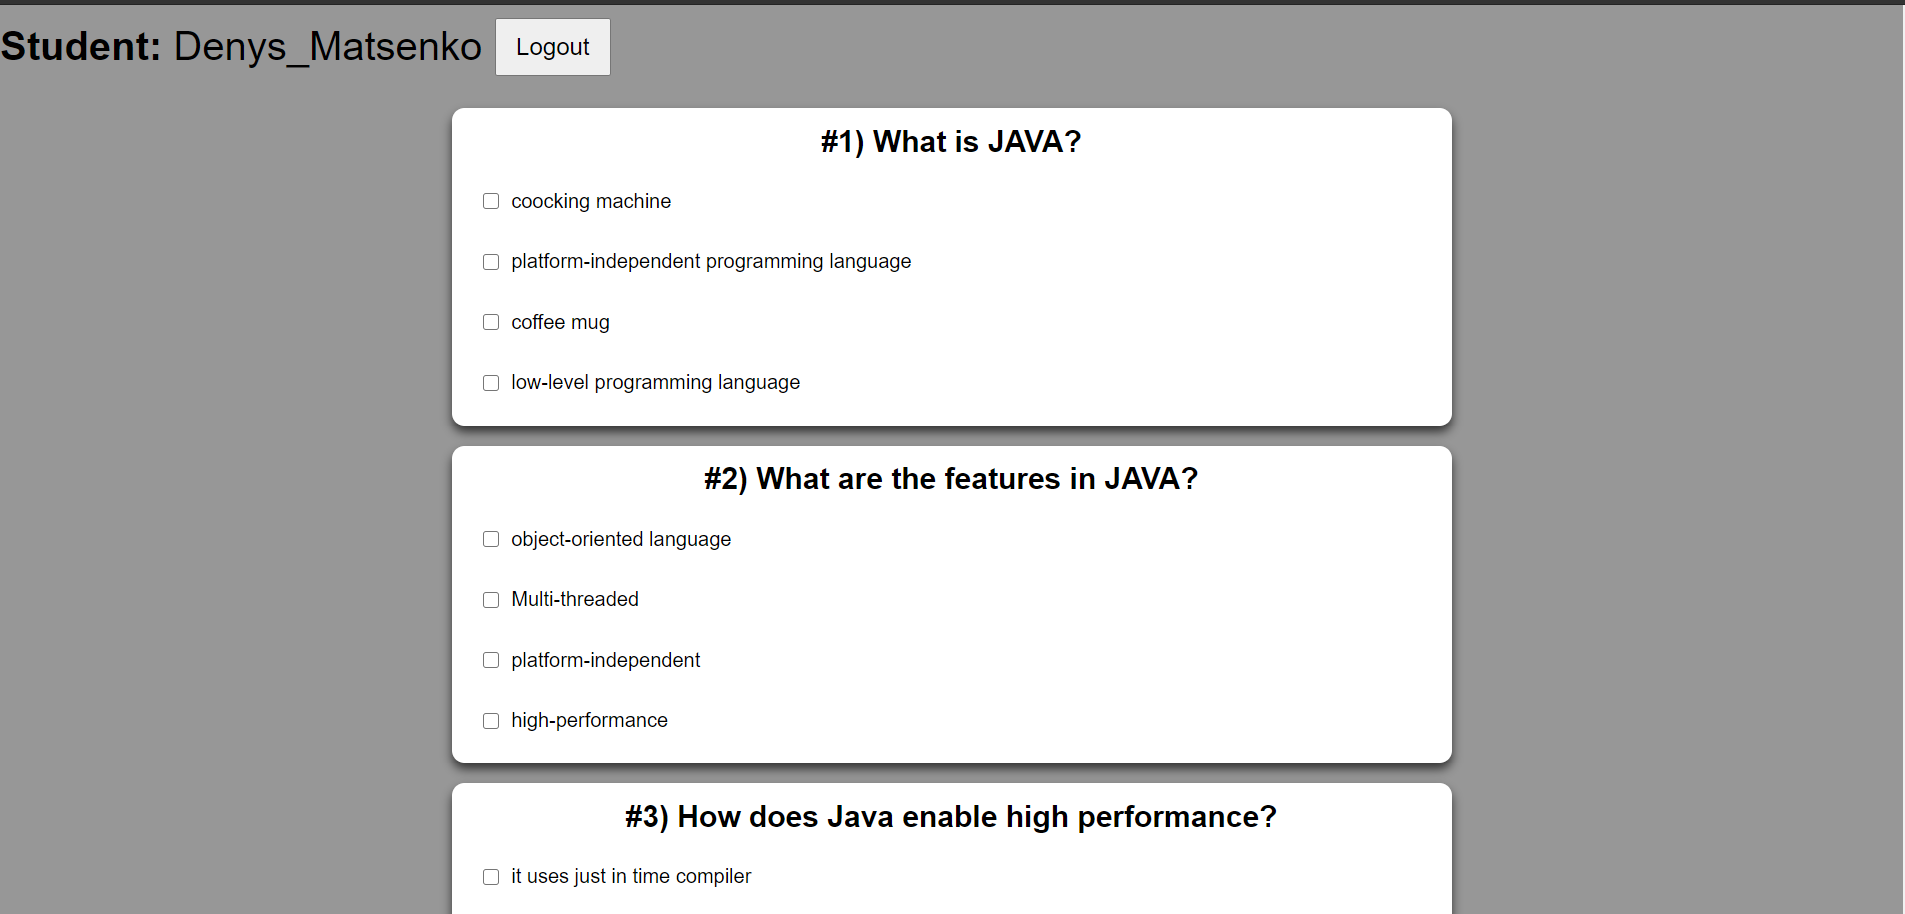 Student: Denys_Matsenko Logout
#1) What is JAVA?
coocking machine
platform-independent programming language
coffee mug
low-level programming language
#2) What are the features in JAVA?
object-oriented language
Multi-threaded
platform-independent
high-performance
#3) How does Java enable high performance?
it uses just in time compiler